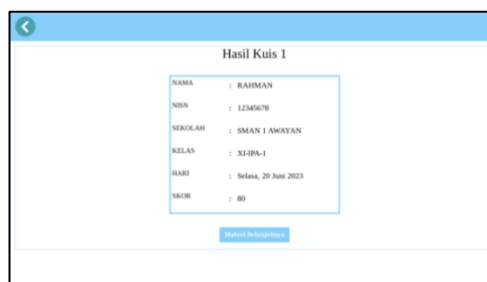 Hasil Kuis 1
NAMA : RAHMAN
NISN : 12345678
SEKOLAH : SMAN 1 AWAYAN
KELAS : XI-IPA-1
HARI : Selasa, 20 Juni 2023
SKOR : 80
Materi Selanjutnya